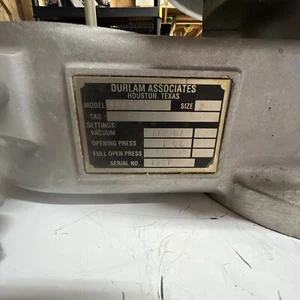 DURLAM ASSOCIATES
HOUSTON, TEXAS
MODEL SIZE
TAG
SETTINGS:
VACUUM
OPENING PRESS
FULL OPEN PRESS
SERIAL NO.